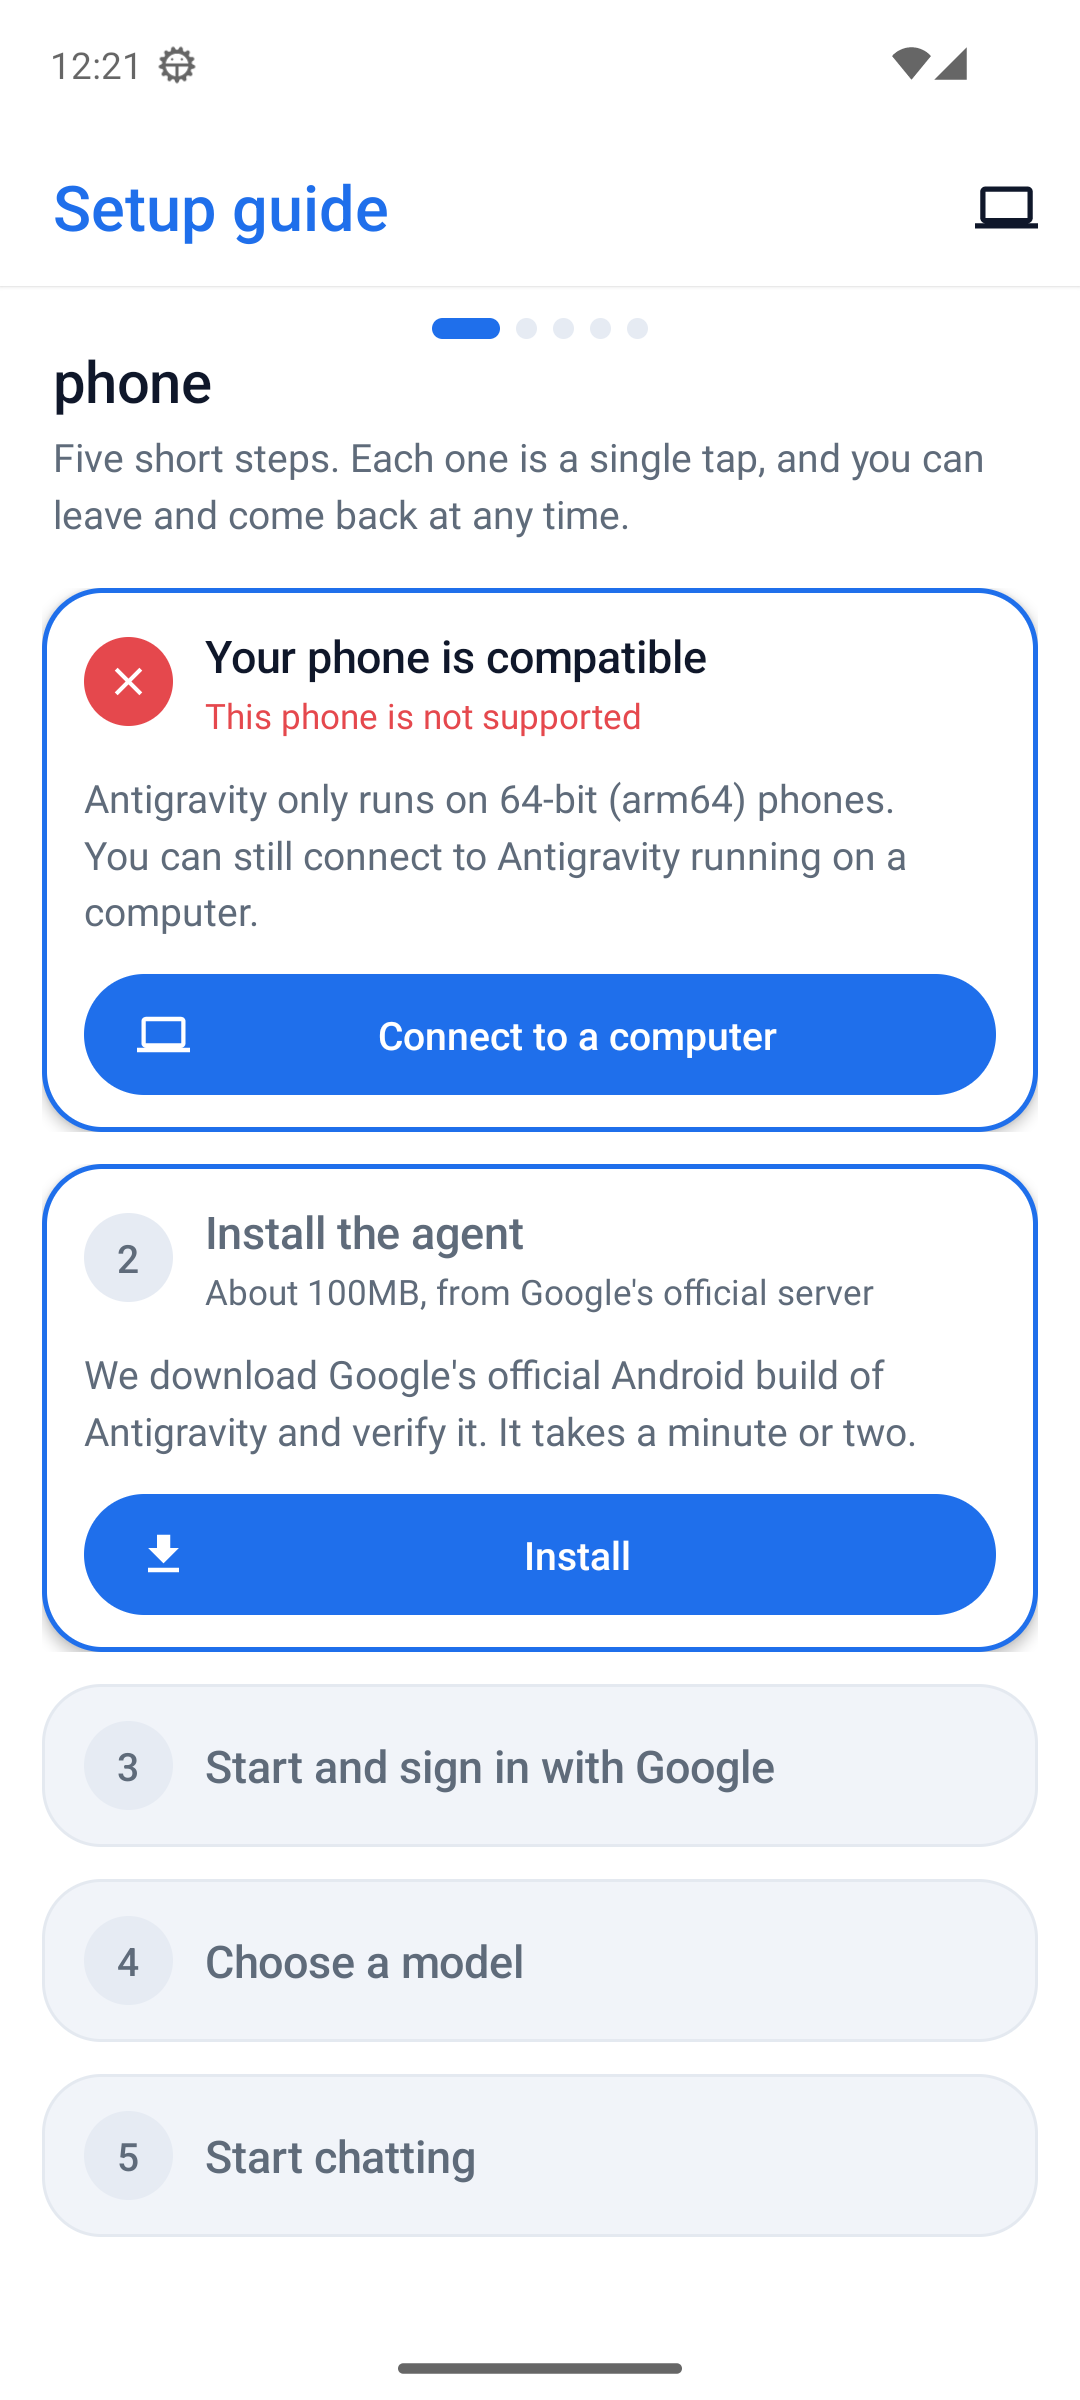 12:21
Setup guide
phone
Five short steps. Each one is a single tap, and you can
leave and come back at any time.
Your phone is compatible
This phone is not supported
Antigravity only runs on 64-bit (arm64) phones.
You can still connect to Antigravity running on a
computer.
Connect to a computer
2
Install the agent
About 100MB, from Google's official server
We download Google's official Android build of
Antigravity and verify it. It takes a minute or two.
Install
3
Start and sign in with Google
4
Choose a model
5
Start chatting